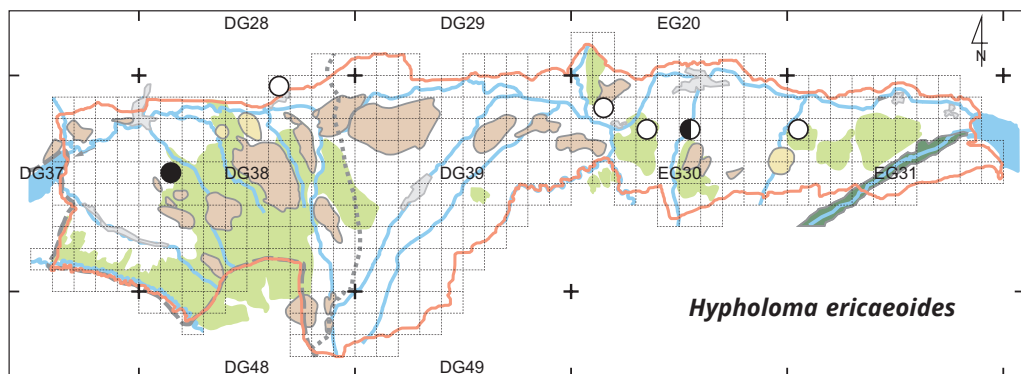 DG28 DG29 EG20
N
DG37 DG38 DG39 EG30 EG31
Hypholoma ericaeoides
DG48 DG49